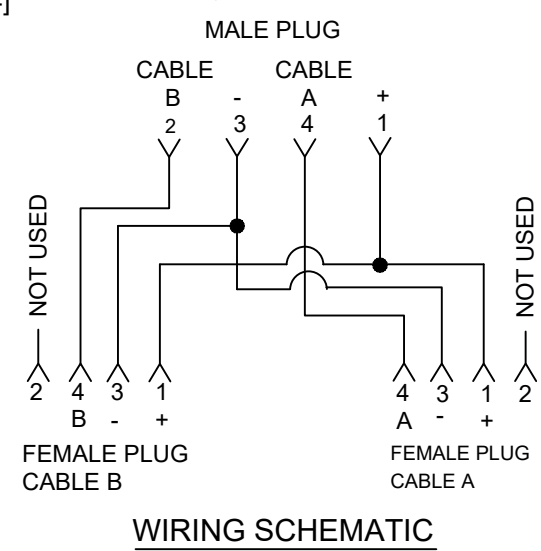 ]
MALE PLUG
CABLE CABLE
B - A +
2 3 4 1
NOT USED
NOT USED
2 4 3 1
B - +
FEMALE PLUG
CABLE B
4 3 1 2
A - +
FEMALE PLUG
CABLE A
WIRING SCHEMATIC